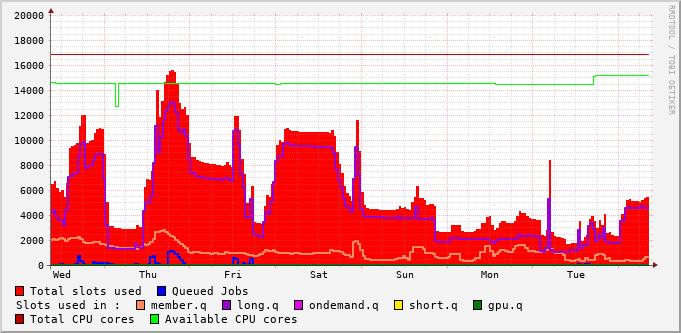 20000
18000
16000
14000
12000
10000
8000
6000
4000
2000
0
Wed Thu Fri Sat Sun Mon Tue
RRDTOOL / TOBI OETIKER
Total slots used Queued Jobs
Slots used in : member.q long.q ondemand.q short.q gpu.q
Total CPU cores Available CPU cores